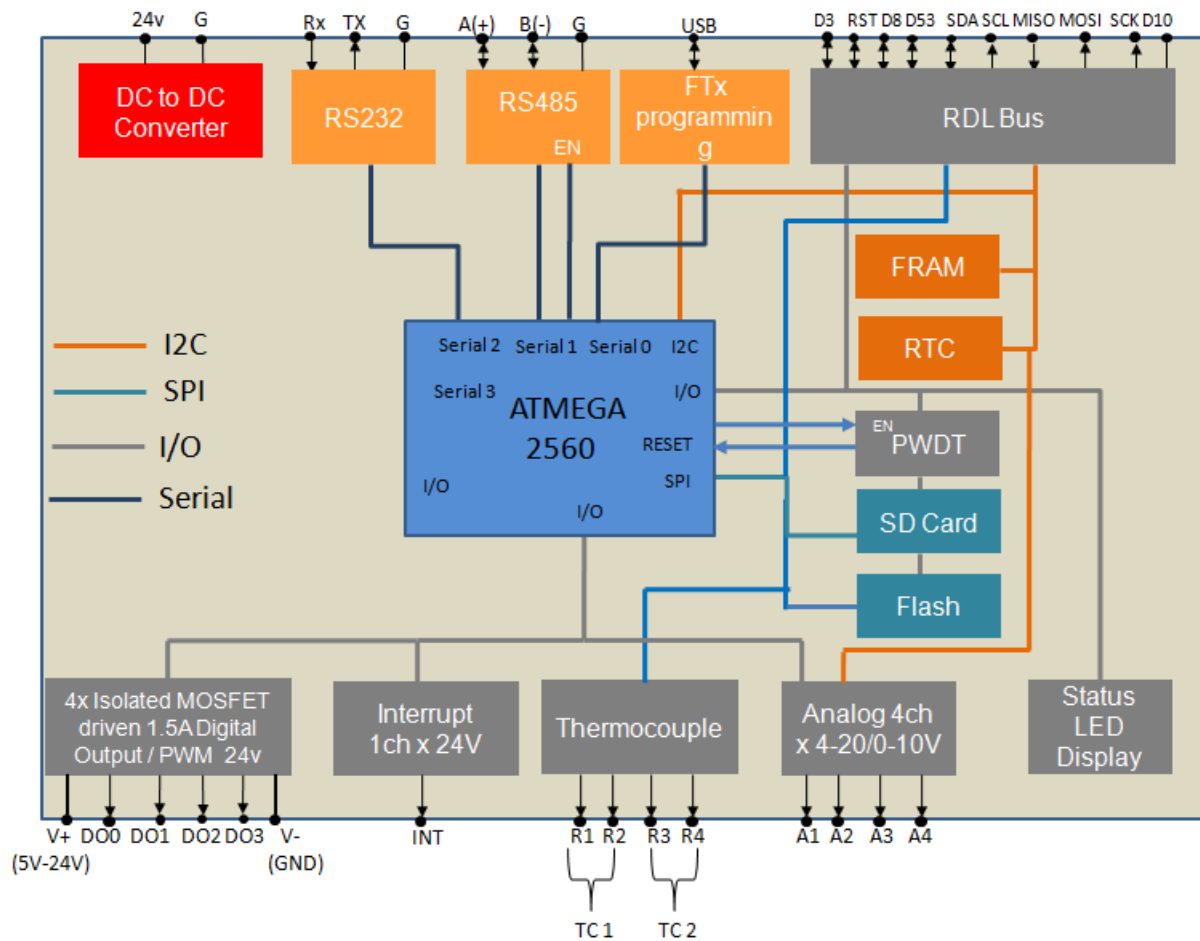 24v G Rx TX G A(+) B(-) G USB D3 RST D8 D53 SDA SCL MISO MOSI SCK D10
DC to DC
Converter
RS232
RS485
EN
FTx
programmin
g
RDL Bus
FRAM
RTC
I2C
SPI
I/O
Serial
Serial 2 Serial 1 Serial 0 I2C
Serial 3
I/O
ATMEGA
2560
RESET
SPI
I/O
I/O
EN
PWDT
SD Card
Flash
4x Isolated MOSFET
driven 1.5A Digital
Output / PWM 24v
Interrupt
1ch x 24V
Thermocouple
Analog 4ch
x 4-20/0-10V
Status
LED
Display
V+ DO0 DO1 DO2 DO3 V- INT R1 R2 R3 R4 A1 A2 A3 A4
(5V-24V) (GND)
TC 1 TC 2